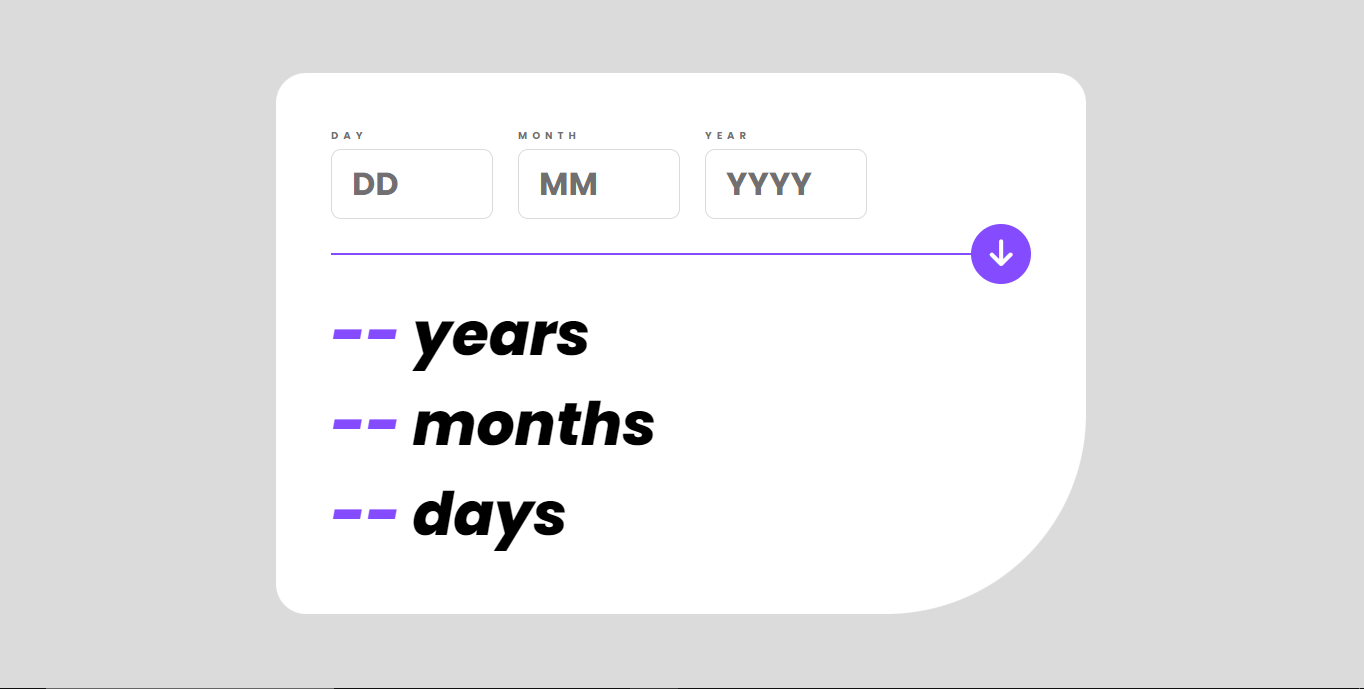 DAY MONTH YEAR
DD MM YYYY
-- years
-- months
-- days